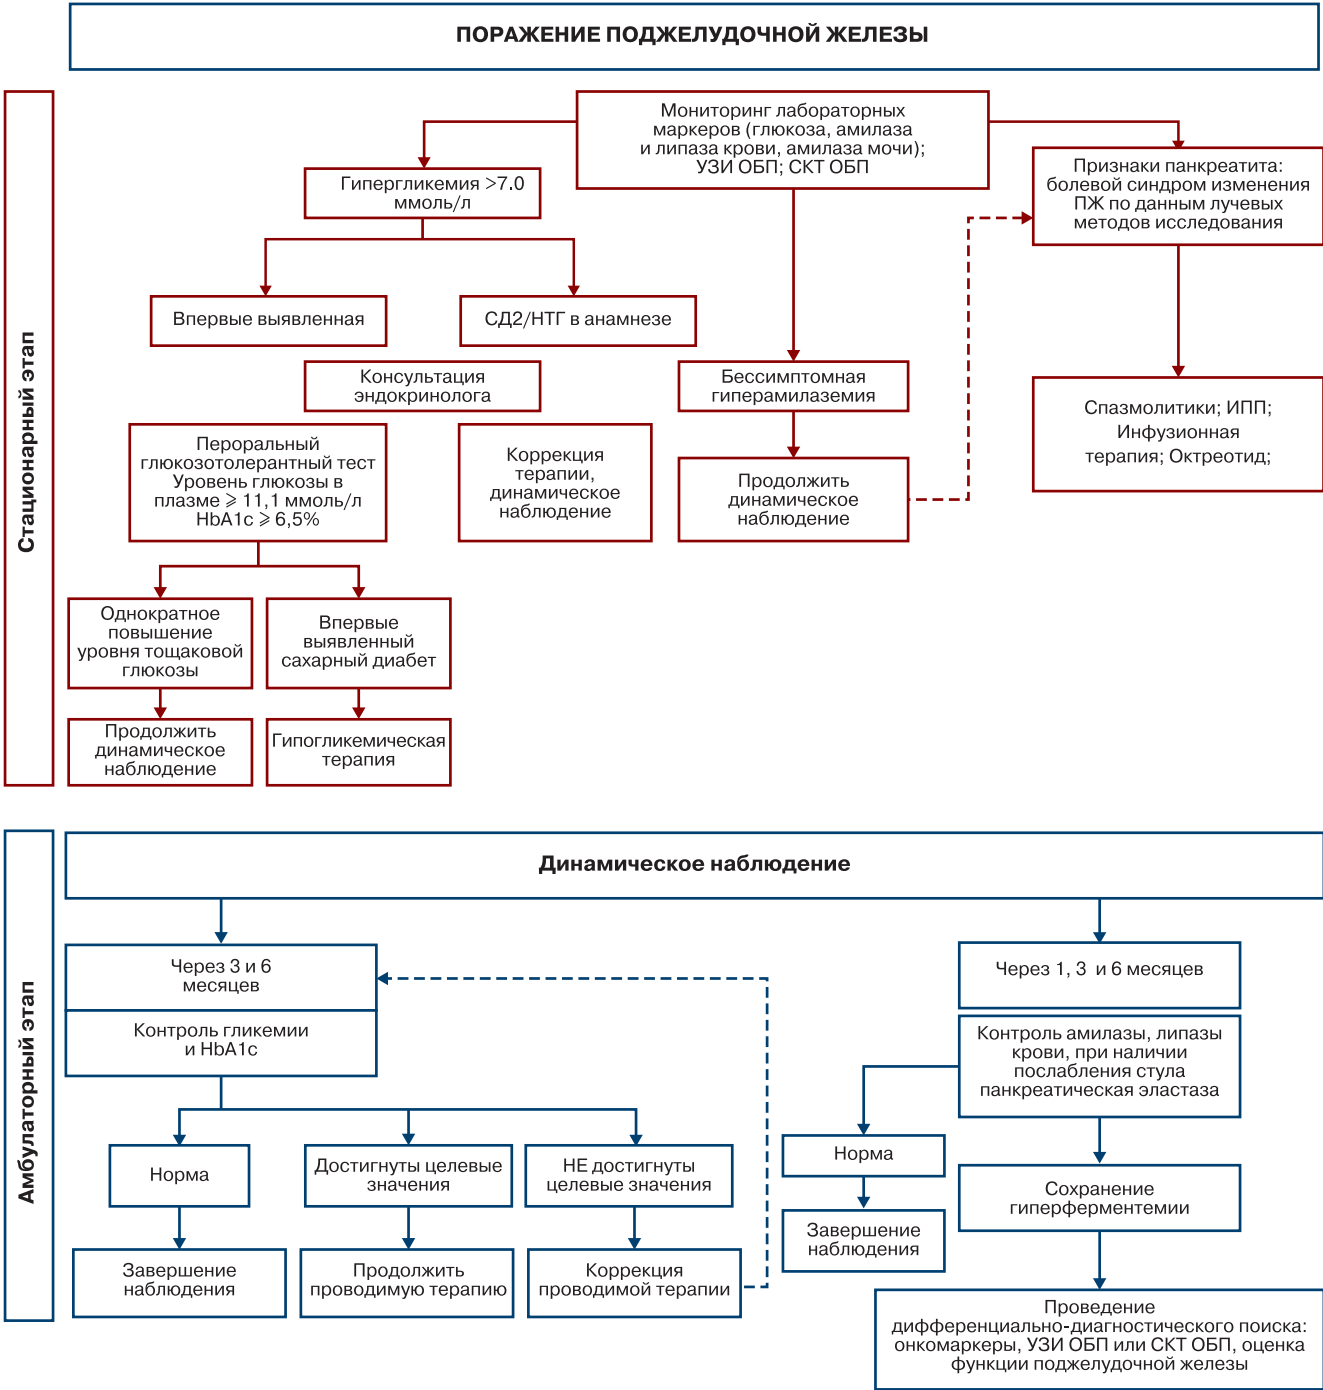 ПОРАЖЕНИЕ ПОДЖЕЛУДОЧНОЙ ЖЕЛЕЗЫ
Стационарный этап
Мониторинг лабораторных
маркеров (глюкоза, амилаза
и липаза крови, амилаза мочи);
УЗИ ОБП; СКТ ОБП
Гипергликемия >7.0
ммоль/л
Признаки панкреатита:
болевой синдром изменения
ПЖ по данным лучевых
методов исследования
Впервые выявленная
СД2/НТГ в анамнезе
Консультация
эндокринолога
Бессимптомная
гиперамилаземия
Спазмолитики; ИПП;
Инфузионная
терапия; Октреотид;
Пероральный
глюкозотолерантный тест
Уровень глюкозы в
плазме ⩾ 11,1 ммоль/л
HbA1c ⩾ 6,5%
Коррекция
терапии,
динамическое
наблюдение
Продолжить
динамическое
наблюдение
Однократное
повышение
уровня тощаковой
глюкозы
Впервые
выявленный
сахарный диабет
Продолжить
динамическое
наблюдение
Гипогликемическая
терапия
Амбулаторный этап
Динамическое наблюдение
Через 3 и 6
месяцев
Контроль гликемии
и HbA1c
Через 1, 3 и 6 месяцев
Контроль амилазы, липазы
крови, при наличии
послабления стула
панкреатическая эластаза
Норма
Достигнуты целевые
значения
НЕ достигнуты
целевые значения
Норма
Сохранение
гиперферментемии
Завершение
наблюдения
Продолжить
проводимую терапию
Коррекция
проводимой терапии
Завершение
наблюдения
Проведение
дифференциально-диагностического поиска:
онкомаркеры, УЗИ ОБП или СКТ ОБП, оценка
функции поджелудочной железы